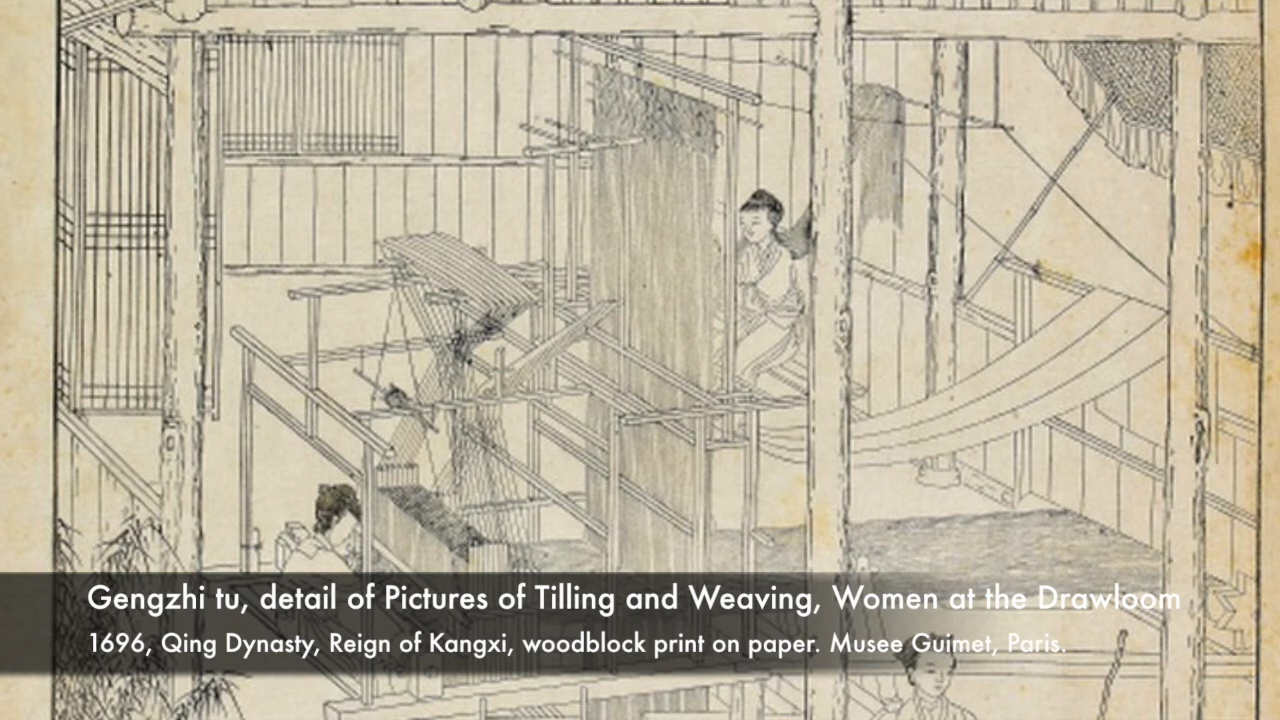 Gengzhi tu, detail of Pictures of Tilling and Weaving, Women at the Drawloom
1696, Qing Dynasty, Reign of Kangxi, woodblock print on paper. Musee Guimet, Paris.